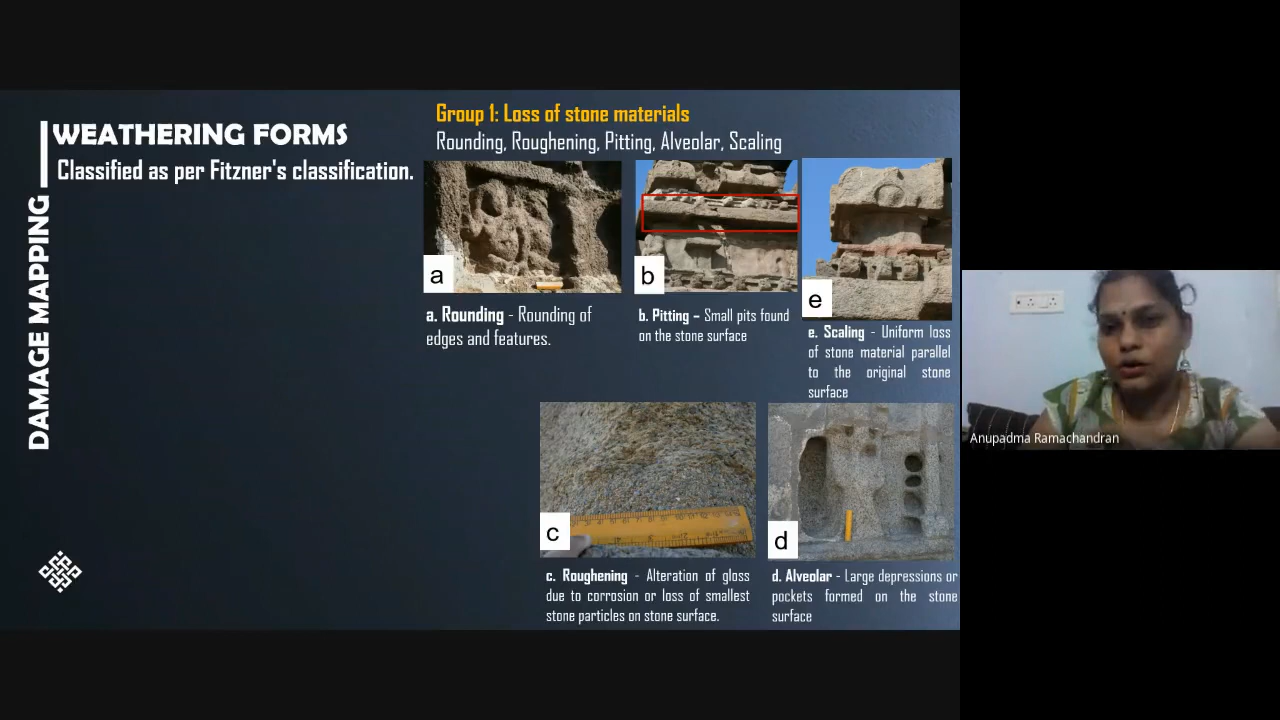 WEATHERING FORMS
Classified as per Fitzner's classification.
DAMAGE MAPPING
Group 1: Loss of stone materials
Rounding, Roughening, Pitting, Alveolar, Scaling
a
b
e
a. Rounding - Rounding of
edges and features.
b. Pitting – Small pits found
on the stone surface
e. Scaling - Uniform loss
of stone material parallel
to the original stone
surface
c
d
c. Roughening - Alteration of gloss
due to corrosion or loss of smallest
stone particles on stone surface.
d. Alveolar - Large depressions or
pockets formed on the stone
surface
Anupadma Ramachandran